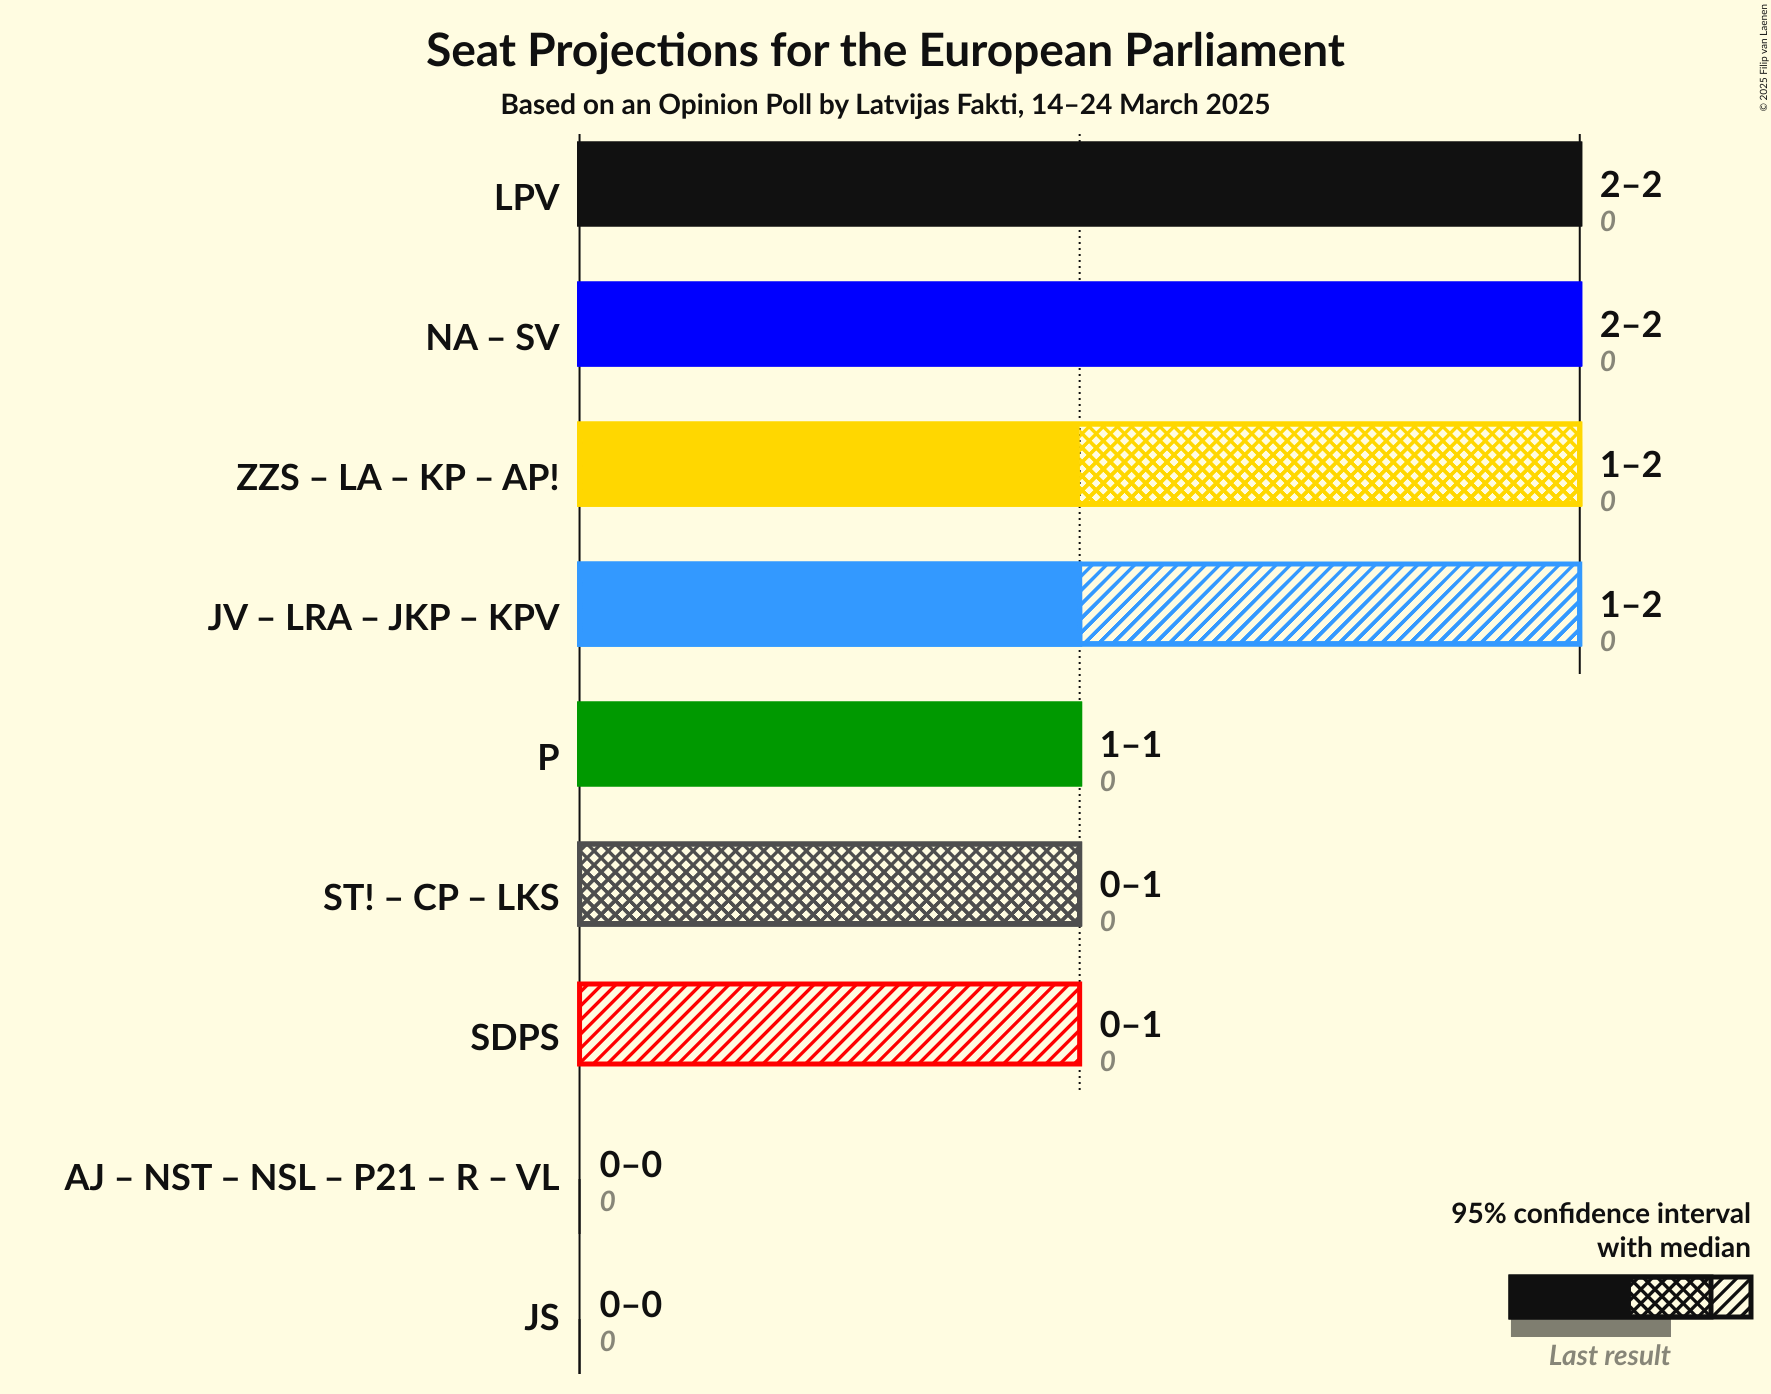 Seat Projections for the European Parliament
Based on an Opinion Poll by Latvijas Fakti, 14–24 March 2025
© 2025 Filip van Laenen
LPV
2–2
0
NA – SV
2–2
0
ZZS – LA – KP – AP!
1–2
0
JV – LRA – JKP – KPV
1–2
0
P
1–1
0
ST! – CP – LKS
0–1
0
SDPS
0–1
0
AJ – NST – NSL – P21 – R – VL
0–0
0
JS
0–0
0
95% confidence interval
with median
Last result